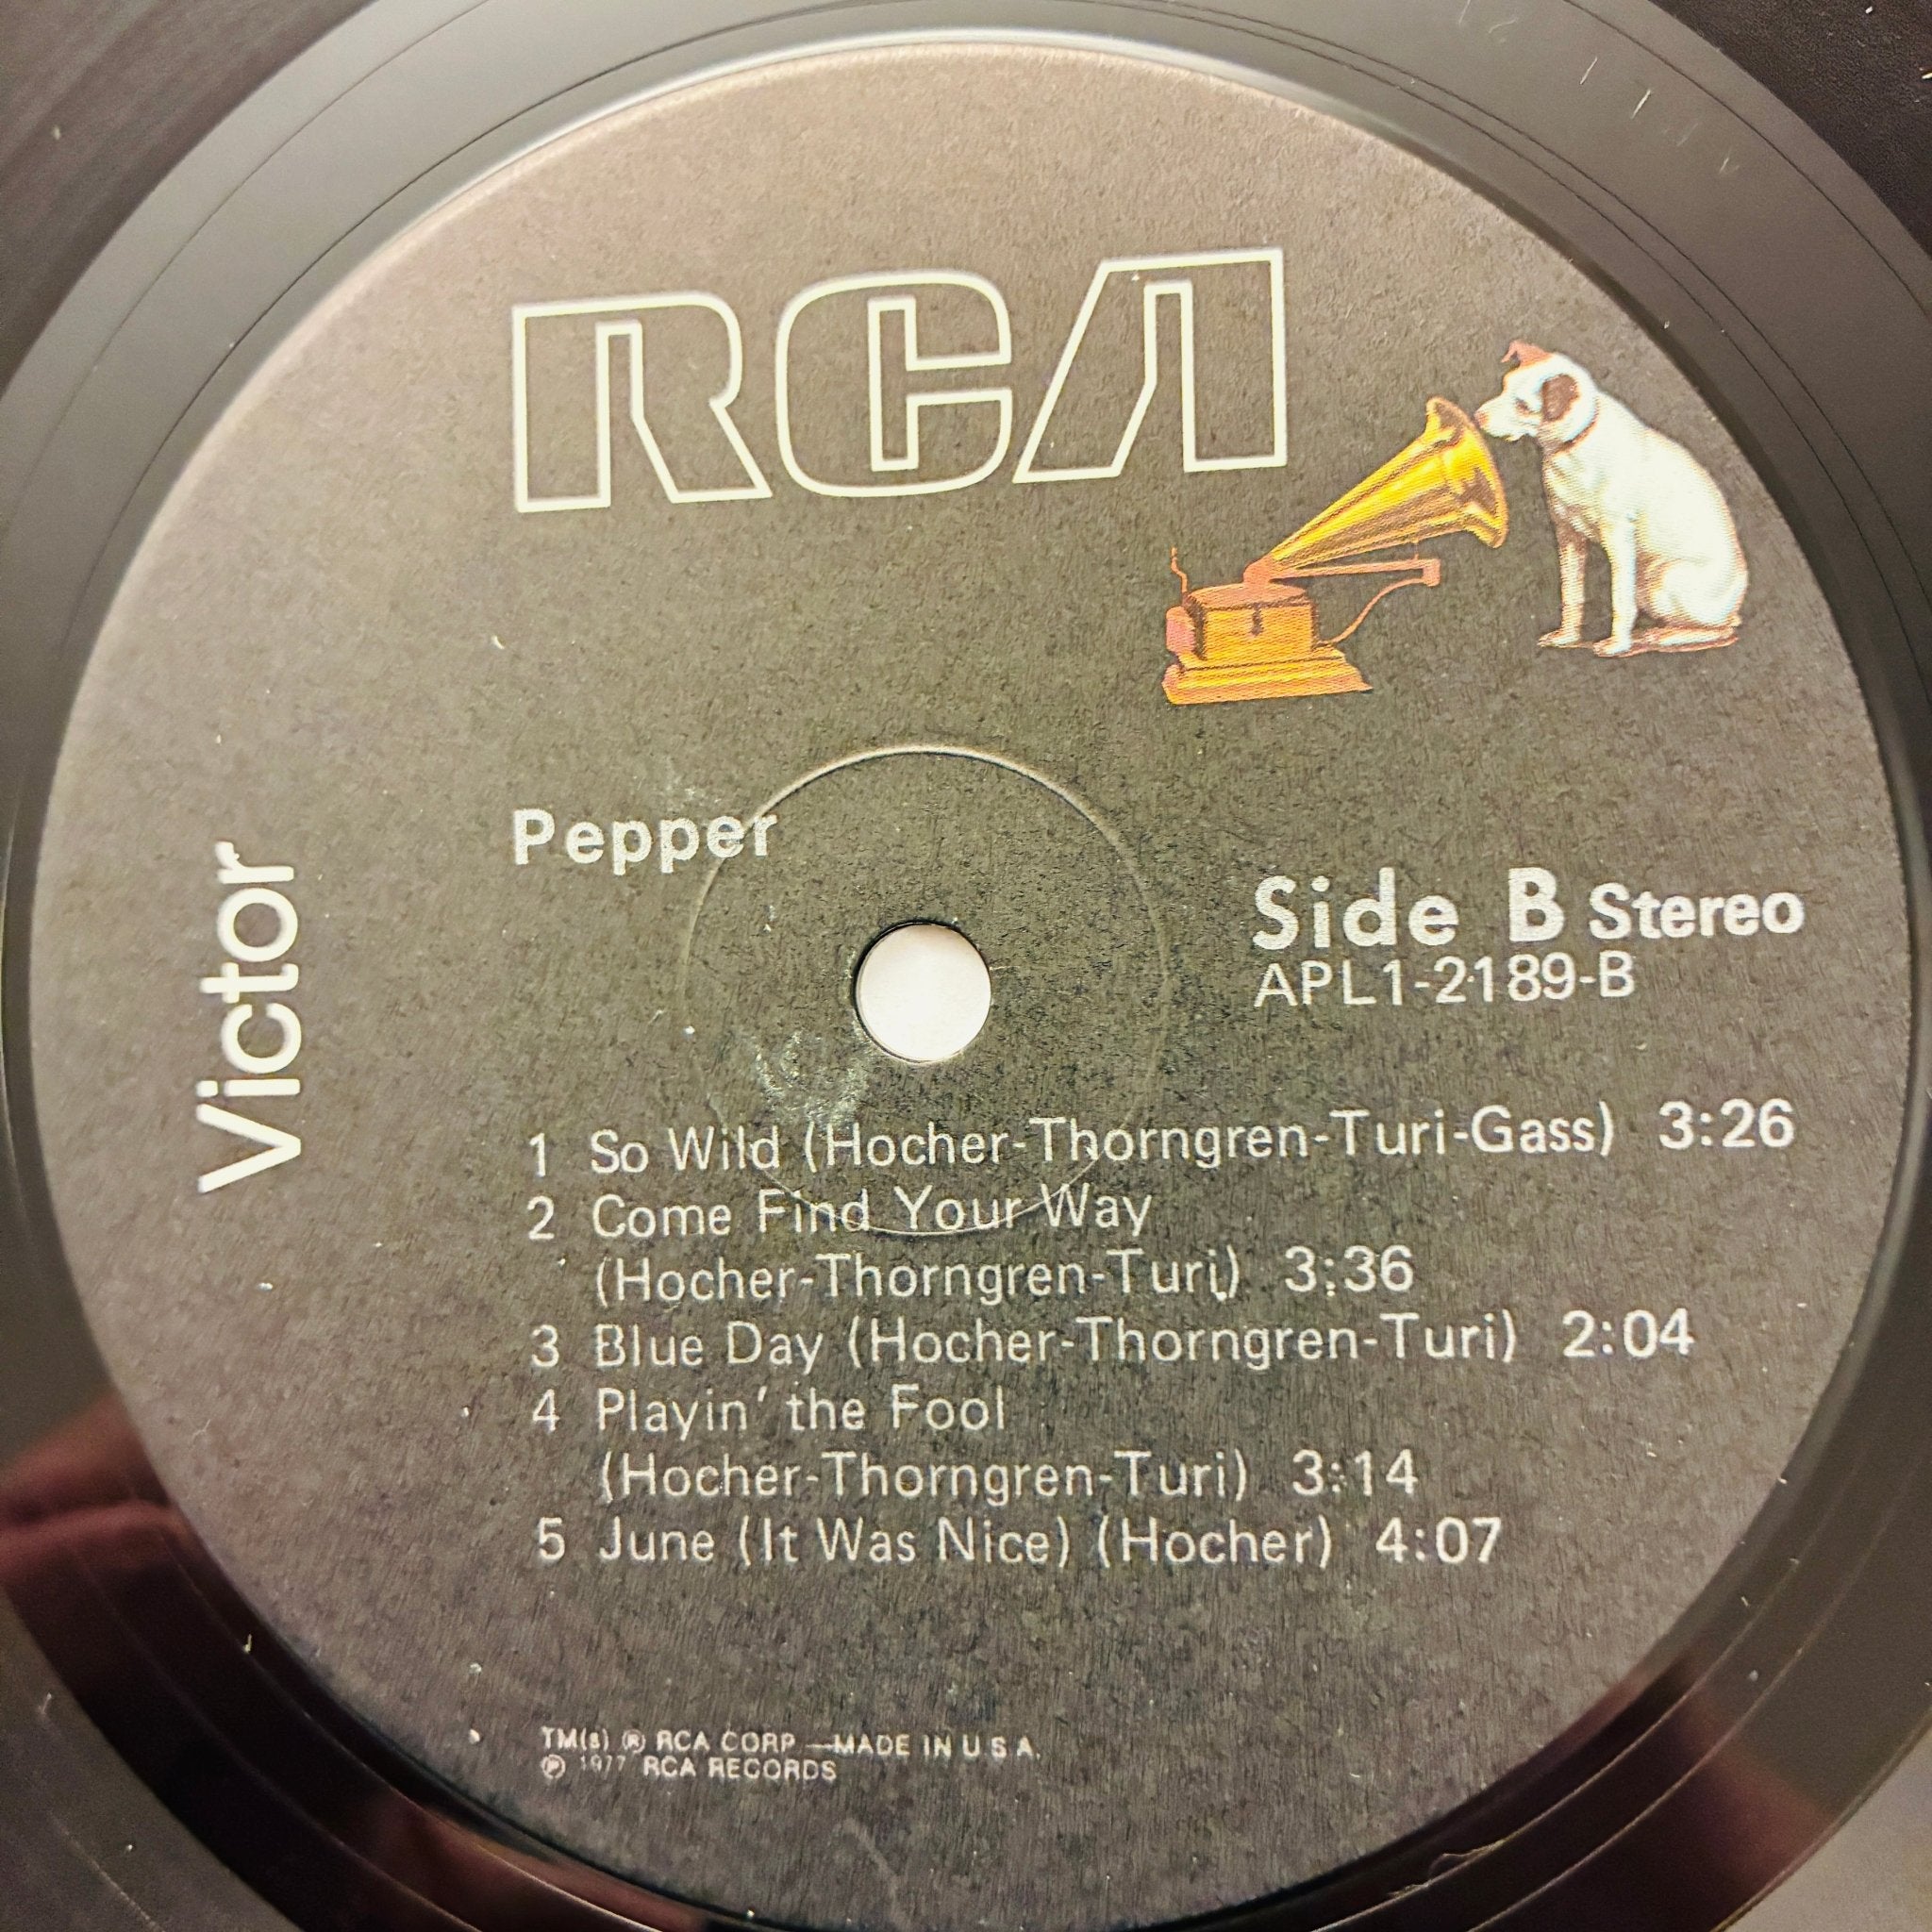 RCA
Victor
Pepper
Side B Stereo
APL1-2189-B
1 So Wild (Hocher-Thorngren-Turi-Gass) 3:26
2 Come Find Your Way
(Hocher-Thorngren-Turi) 3:36
3 Blue Day (Hocher-Thorngren-Turi) 2:04
4 Playin' the Fool
(Hocher-Thorngren-Turi) 3:14
5 June (It Was Nice) (Hocher) 4:07
TM(s) ® RCA CORP.—MADE IN U.S.A.
℗ 1977 RCA RECORDS